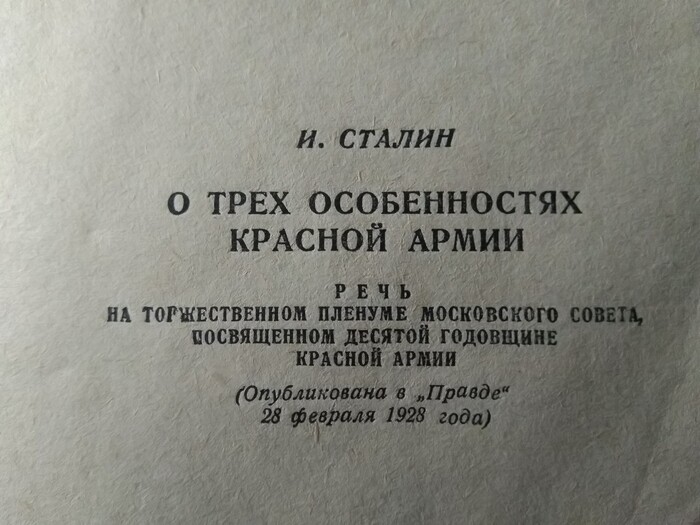 И. СТАЛИН
О ТРЕХ ОСОБЕННОСТЯХ
КРАСНОЙ АРМИИ
РЕЧЬ
НА ТОРЖЕСТВЕННОМ ПЛЕНУМЕ МОСКОВСКОГО СОВЕТА,
ПОСВЯЩЕННОМ ДЕСЯТОЙ ГОДОВЩИНЕ
КРАСНОЙ АРМИИ
(Опубликована в „Правде“
28 февраля 1928 года)